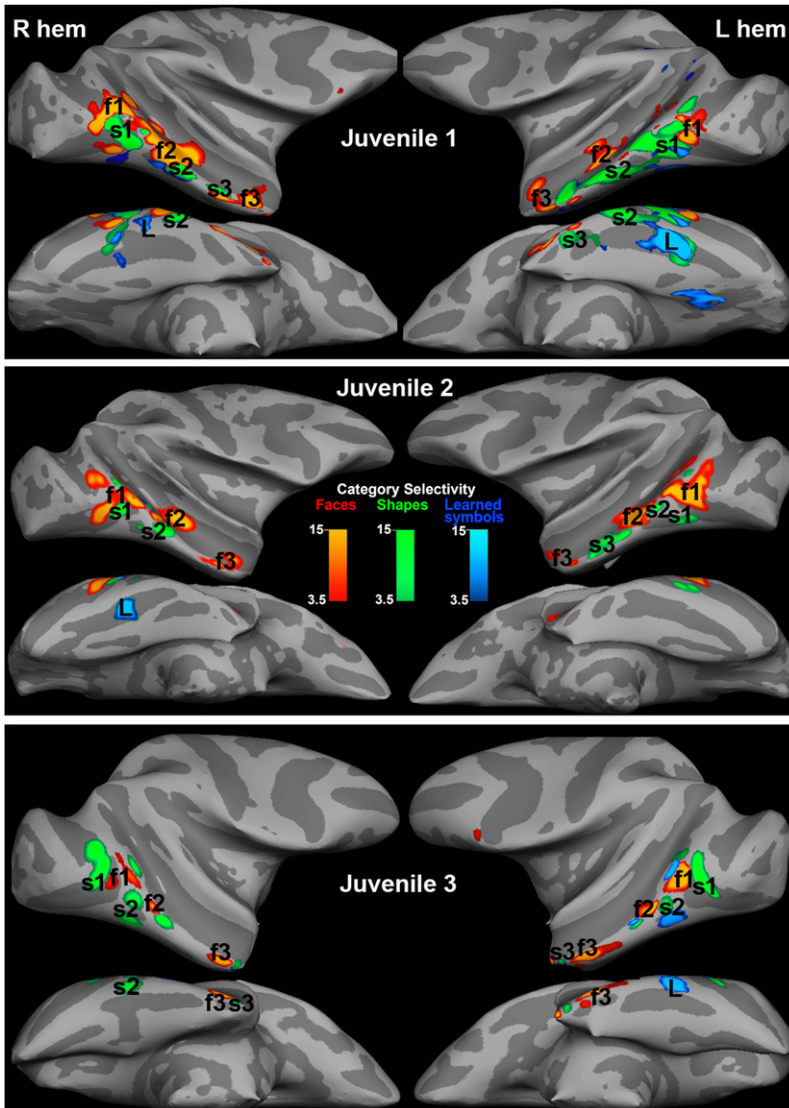 R hem
L hem
f1
s1
f2
s2
s3
f3
Juvenile 1
f1
s1
f2
s2
f3
L
s2
s3
L
Juvenile 2
f1
s1
f2
s2
f3
f1
s2
s1
f2
s3
f3
Category Selectivity
Faces
Shapes
Learned
symbols
15
15
15
3.5
3.5
3.5
L
Juvenile 3
s1
f1
s2
f2
f3
f1
s1
f2
s2
s3
f3
s2
f3
s3
f3
L